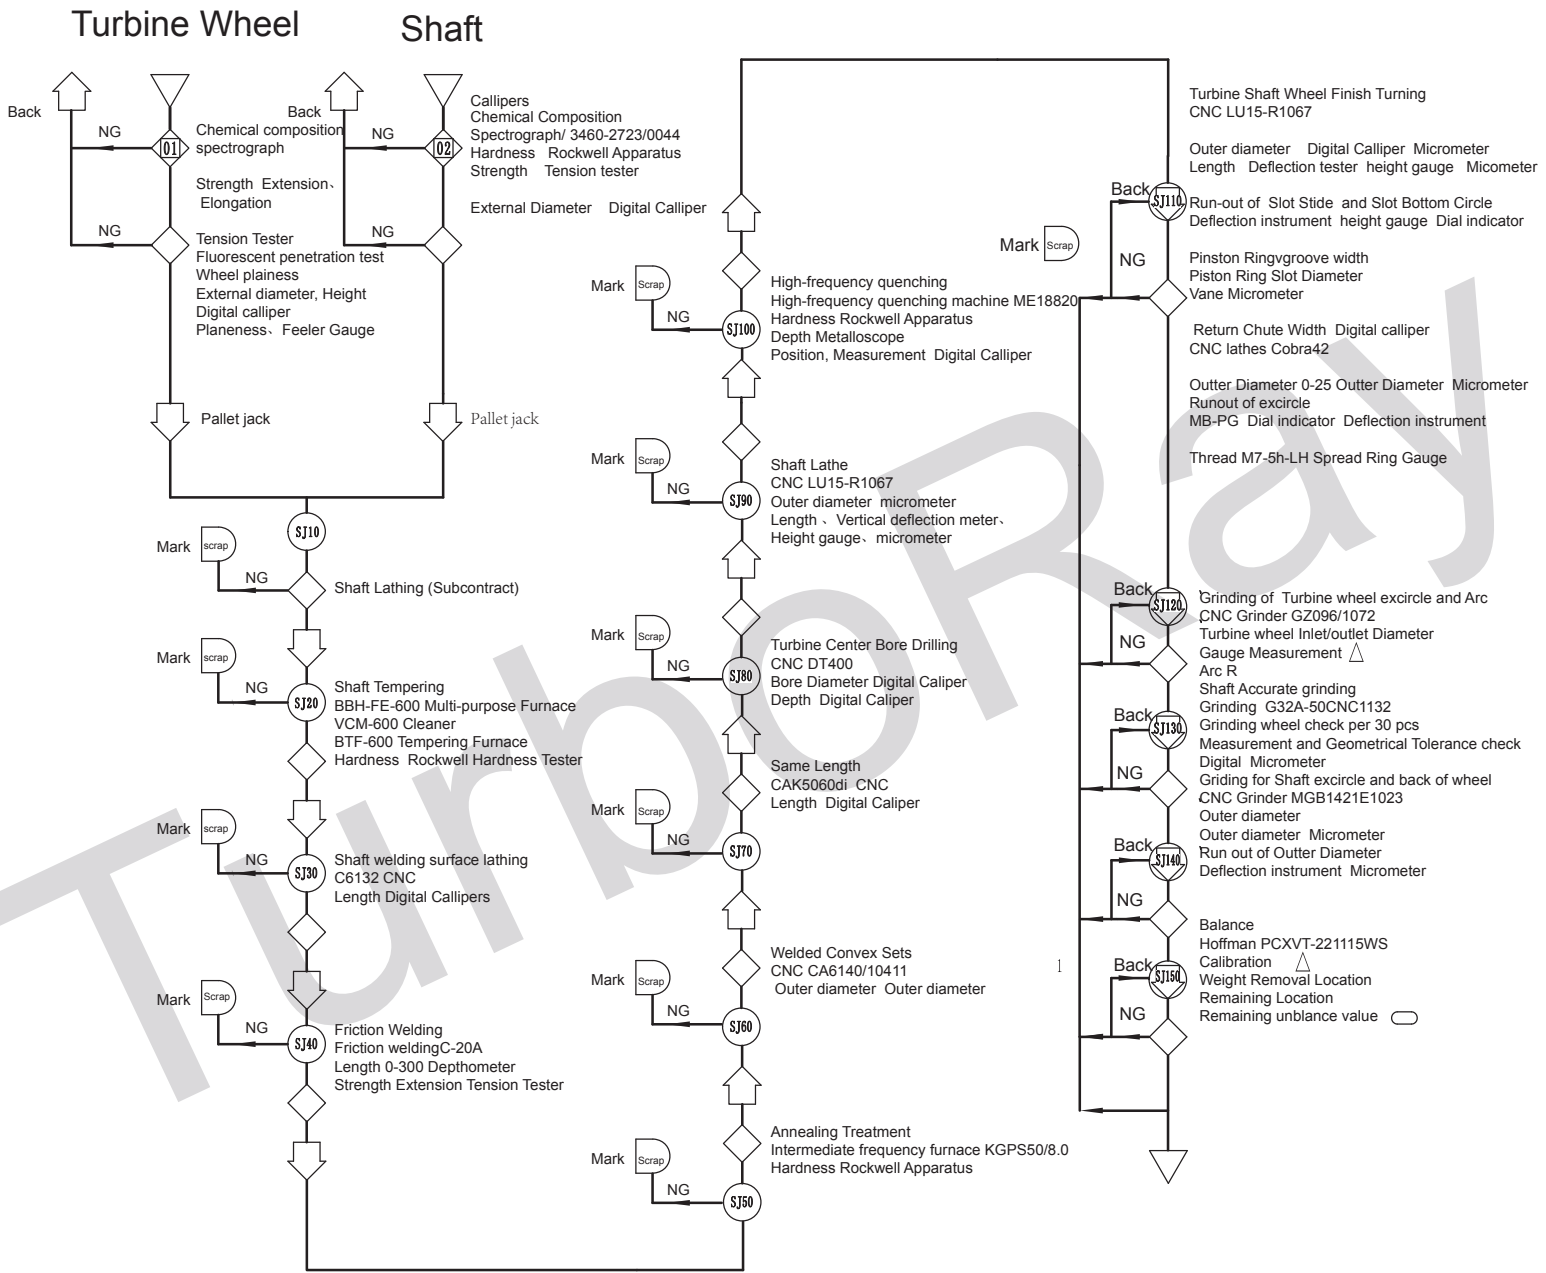 Turbine Wheel
Shaft
Back
NG
01
Chemical composition
spectrograph
Strength Extension、
Elongation
NG
Tension Tester
Fluorescent penetration test
Wheel plainess
External diameter, Height
Digital calliper
Planeness、Feeler Gauge
Pallet jack
Back
NG
02
Callipers
Chemical Composition
Spectrograph/ 3460-2723/0044
Hardness Rockwell Apparatus
Strength Tension tester
External Diameter Digital Calliper
NG
Pallet jack
SJ10
Mark scrap
NG
Shaft Lathing (Subcontract)
Mark scrap
NG
SJ20
Shaft Tempering
BBH-FE-600 Multi-purpose Furnace
VCM-600 Cleaner
BTF-600 Tempering Furnace
Hardness Rockwell Hardness Tester
Mark scrap
NG
SJ30
Shaft welding surface lathing
C6132 CNC
Length Digital Callipers
Mark Scrap
NG
SJ40
Friction Welding
Friction weldingC-20A
Length 0-300 Depthometer
Strength Extension Tension Tester
Mark Scrap
NG
SJ100
High-frequency quenching
High-frequency quenching machine ME18820
Hardness Rockwell Apparatus
Depth Metalloscope
Position, Measurement Digital Calliper
Mark Scrap
NG
SJ90
Shaft Lathe
CNC LU15-R1067
Outer diameter micrometer
Length 、Vertical deflection meter、
Height gauge、micrometer
Mark Scrap
NG
SJ80
Turbine Center Bore Drilling
CNC DT400
Bore Diameter Digital Caliper
Depth Digital Caliper
Mark Scrap
NG
SJ70
Same Length
CAK5060di CNC
Length Digital Caliper
Mark Scrap
NG
SJ60
Welded Convex Sets
CNC CA6140/10411
Outer diameter Outer diameter
Mark Scrap
NG
SJ50
Annealing Treatment
Intermediate frequency furnace KGPS50/8.0
Hardness Rockwell Apparatus
Mark Scrap
Back
SJ110
NG
Turbine Shaft Wheel Finish Turning
CNC LU15-R1067
Outer diameter Digital Calliper Micrometer
Length Deflection tester height gauge Micometer
Run-out of Slot Stide and Slot Bottom Circle
Deflection instrument height gauge Dial indicator
Pinston Ringvgroove width
Piston Ring Slot Diameter
Vane Micrometer
Return Chute Width Digital calliper
CNC lathes Cobra42
Outter Diameter 0-25 Outter Diameter Micrometer
Runout of excircle
MB-PG Dial indicator Deflection instrument
Thread M7-5h-LH Spread Ring Gauge
Back
SJ120
NG
Grinding of Turbine wheel excircle and Arc
CNC Grinder GZ096/1072
Turbine wheel Inlet/outlet Diameter
Gauge Measurement △
Arc R
Shaft Accurate grinding
Grinding G32A-50CNC1132
Back
SJ130
NG
Grinding wheel check per 30 pcs
Measurement and Geometrical Tolerance check
Digital Micrometer
Griding for Shaft excircle and back of wheel
CNC Grinder MGB1421E1023
Outer diameter
Outer diameter Micrometer
Back
SJ140
NG
Run out of Outter Diameter
Deflection instrument Micrometer
Balance
Hoffman PCXVT-221115WS
1
Back
SJ150
NG
Calibration △
Weight Removal Location
Remaining Location
Remaining unblance value
TurboRay